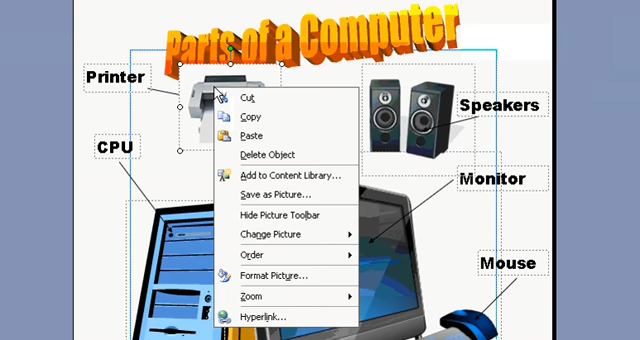 Parts of a Computer
Printer
Speakers
CPU
Monitor
Mouse
Cut
Copy
Paste
Delete Object
Add to Content Library...
Save as Picture...
Hide Picture Toolbar
Change Picture
Order
Format Picture...
Zoom
Hyperlink...